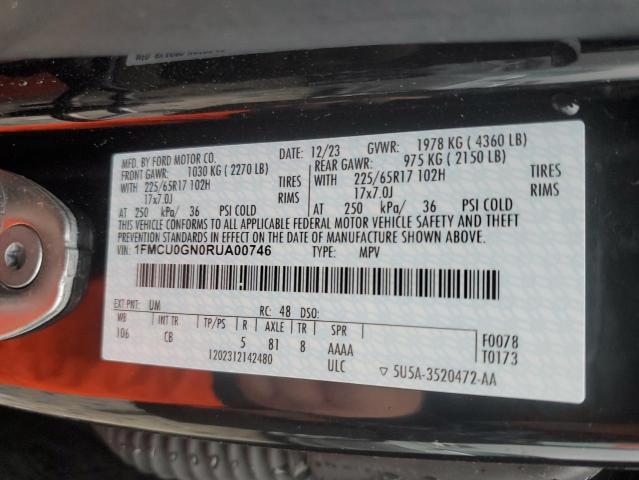 MFD. BY FORD MOTOR CO. DATE: 12/23 GVWR: 1978 KG ( 4360 LB)
FRONT GAWR: 1030 KG ( 2270 LB) REAR GAWR: 975 KG ( 2150 LB)
WITH 225/65R17 102H TIRES WITH 225/65R17 102H TIRES
17x7.0J RIMS 17x7.0J RIMS
AT 250 kPa/ 36 PSI COLD AT 250 kPa/ 36 PSI COLD
THIS VEHICLE CONFORMS TO ALL APPLICABLE FEDERAL MOTOR VEHICLE SAFETY AND THEFT
PREVENTION STANDARDS IN EFFECT ON THE DATE OF MANUFACTURE SHOWN ABOVE.
VIN: 1FMCU0GN0RUA00746 TYPE: MPV
EXT PNT: UM RC: 48 DSO:
WB INT TR TP/PS R AXLE TR SPR
106 CB 5 81 8 AAAA
1202312142480 ULC
F0078
T0173
▽ 5U5A-3520472-AA